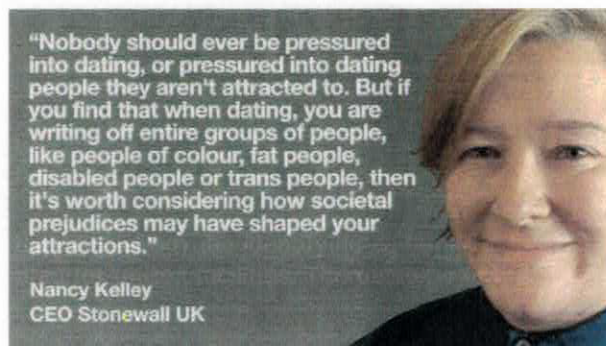 “Nobody should ever be pressured
into dating, or pressured into dating
people they aren't attracted to. But if
you find that when dating, you are
writing off entire groups of people,
like people of colour, fat people,
disabled people or trans people, then
it's worth considering how societal
prejudices may have shaped your
attractions.”
Nancy Kelley
CEO Stonewall UK